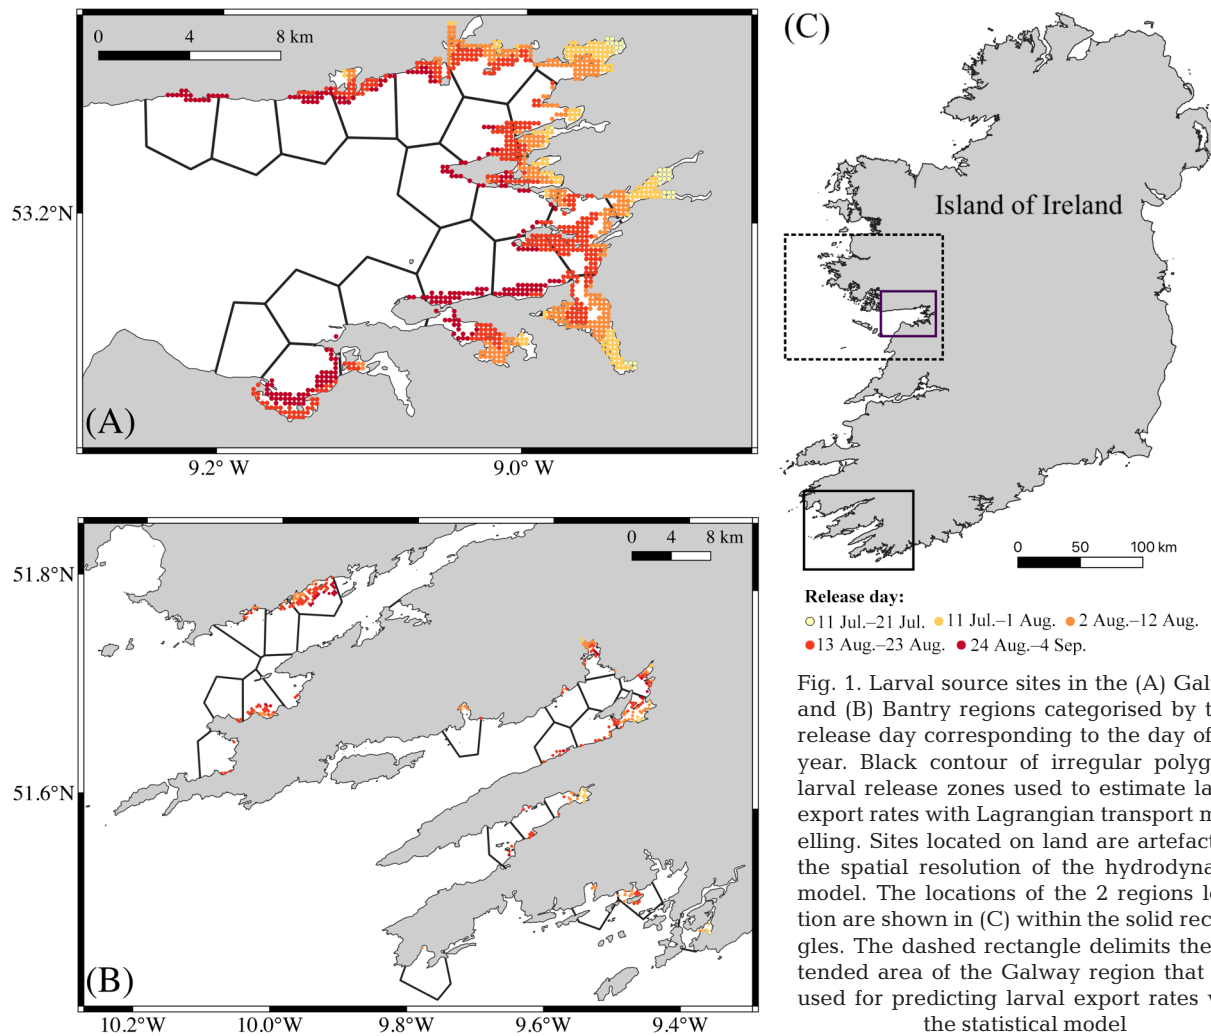 0 4 8 km
53.2°N
(A)
9.2° W 9.0° W
(C)
Island of Ireland
0 50 100 km
0 4 8 km
51.8°N
51.6°N
(B)
10.2° W 10.0° W 9.8° W 9.6° W 9.4° W
Release day:
11 Jul.–21 Jul. 11 Jul.–1 Aug. 2 Aug.–12 Aug.
13 Aug.–23 Aug. 24 Aug.–4 Sep.
Fig. 1. Larval source sites in the (A)
and (B) Bantry regions categorised by
release day corresponding to the day of
year. Black contour of irregular
larval release zones used to estimate
export rates with Lagrangian transport
elling. Sites located on land are
the spatial resolution of the
model. The locations of the 2 regions
tion are shown in (C) within the solid
gles. The dashed rectangle delimits the
tended area of the Galway region that
used for predicting larval export rates
the statistical model